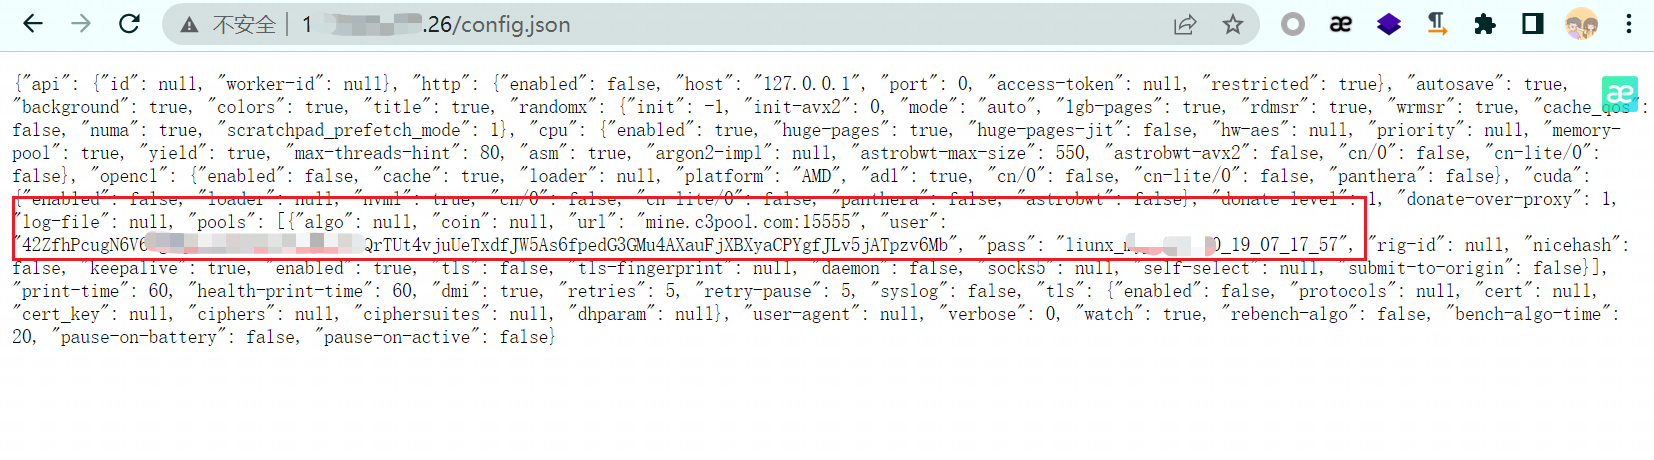 不安全 | 1 .26/config.json
{"api": {"id": null, "worker-id": null}, "http": {"enabled": false, "host": "127.0.0.1", "port": 0, "access-token": null, "restricted": true}, "autosave": true,
"background": true, "colors": true, "title": true, "randomx": {"init": -1, "init-avx2": 0, "mode": "auto", "1gb-pages": true, "rdmsr": true, "wrmsr": true, "cache_qos":
false, "numa": true, "scratchpad_prefetch_mode": 1}, "cpu": {"enabled": true, "huge-pages": true, "huge-pages-jit": false, "hw-aes": null, "priority": null, "memory-
pool": true, "yield": true, "max-threads-hint": 80, "asm": true, "argon2-impl": null, "astrobwt-max-size": 550, "astrobwt-avx2": false, "cn/0": false, "cn-lite/0":
false}, "opencl": {"enabled": false, "cache": true, "loader": null, "platform": "AMD", "adl": true, "cn/0": false, "cn-lite/0": false, "panthera": false}, "cuda":
{"enabled": false, "loader": null, "nvml": true, "cn/0": false, "cn-lite/0": false, "panthera": false, "astrobwt": false}, "donate-level": 1, "donate-over-proxy": 1,
"log-file": null, "pools": [{"algo": null, "coin": null, "url": "mine.c3pool.com:15555", "user":
"42ZfhPcugN6V6 QrTUt4vjuUeTxdfJW5As6fpedG3GMu4AXauFjXBXyaCPYgfJLv5jATpzv6Mb", "pass": "liunx_ 0_19_07_17_57", "rig-id": null, "nicehash":
false, "keepalive": true, "enabled": true, "tls": false, "tls-fingerprint": null, "daemon": false, "socks5": null, "self-select": null, "submit-to-origin": false}],
"print-time": 60, "health-print-time": 60, "dmi": true, "retries": 5, "retry-pause": 5, "syslog": false, "tls": {"enabled": false, "protocols": null, "cert": null,
"cert_key": null, "ciphers": null, "ciphersuites": null, "dhparam": null}, "user-agent": null, "verbose": 0, "watch": true, "rebench-algo": false, "bench-algo-time":
20, "pause-on-battery": false, "pause-on-active": false}